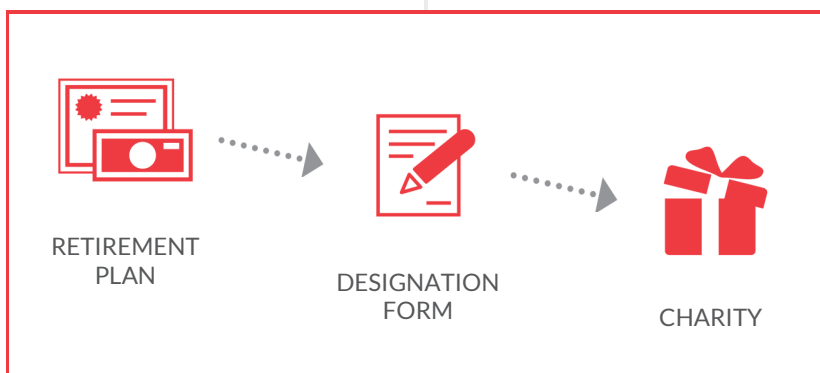 RETIREMENT
PLAN
DESIGNATION
FORM
CHARITY